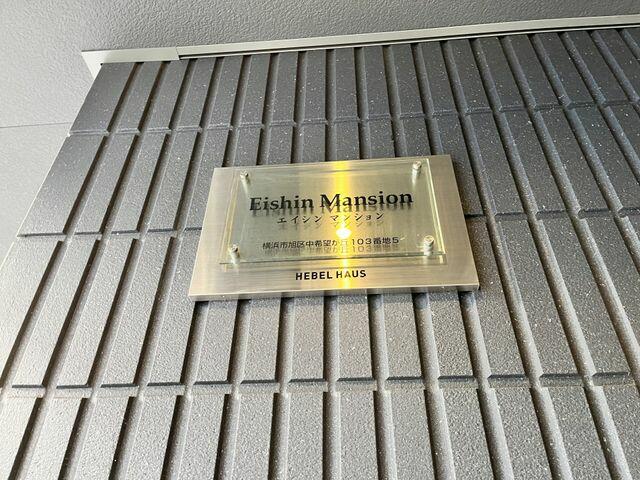 Eishin Mansion
エイシン マンション
横浜市旭区中希望が丘103番地5
HEBEL HAUS